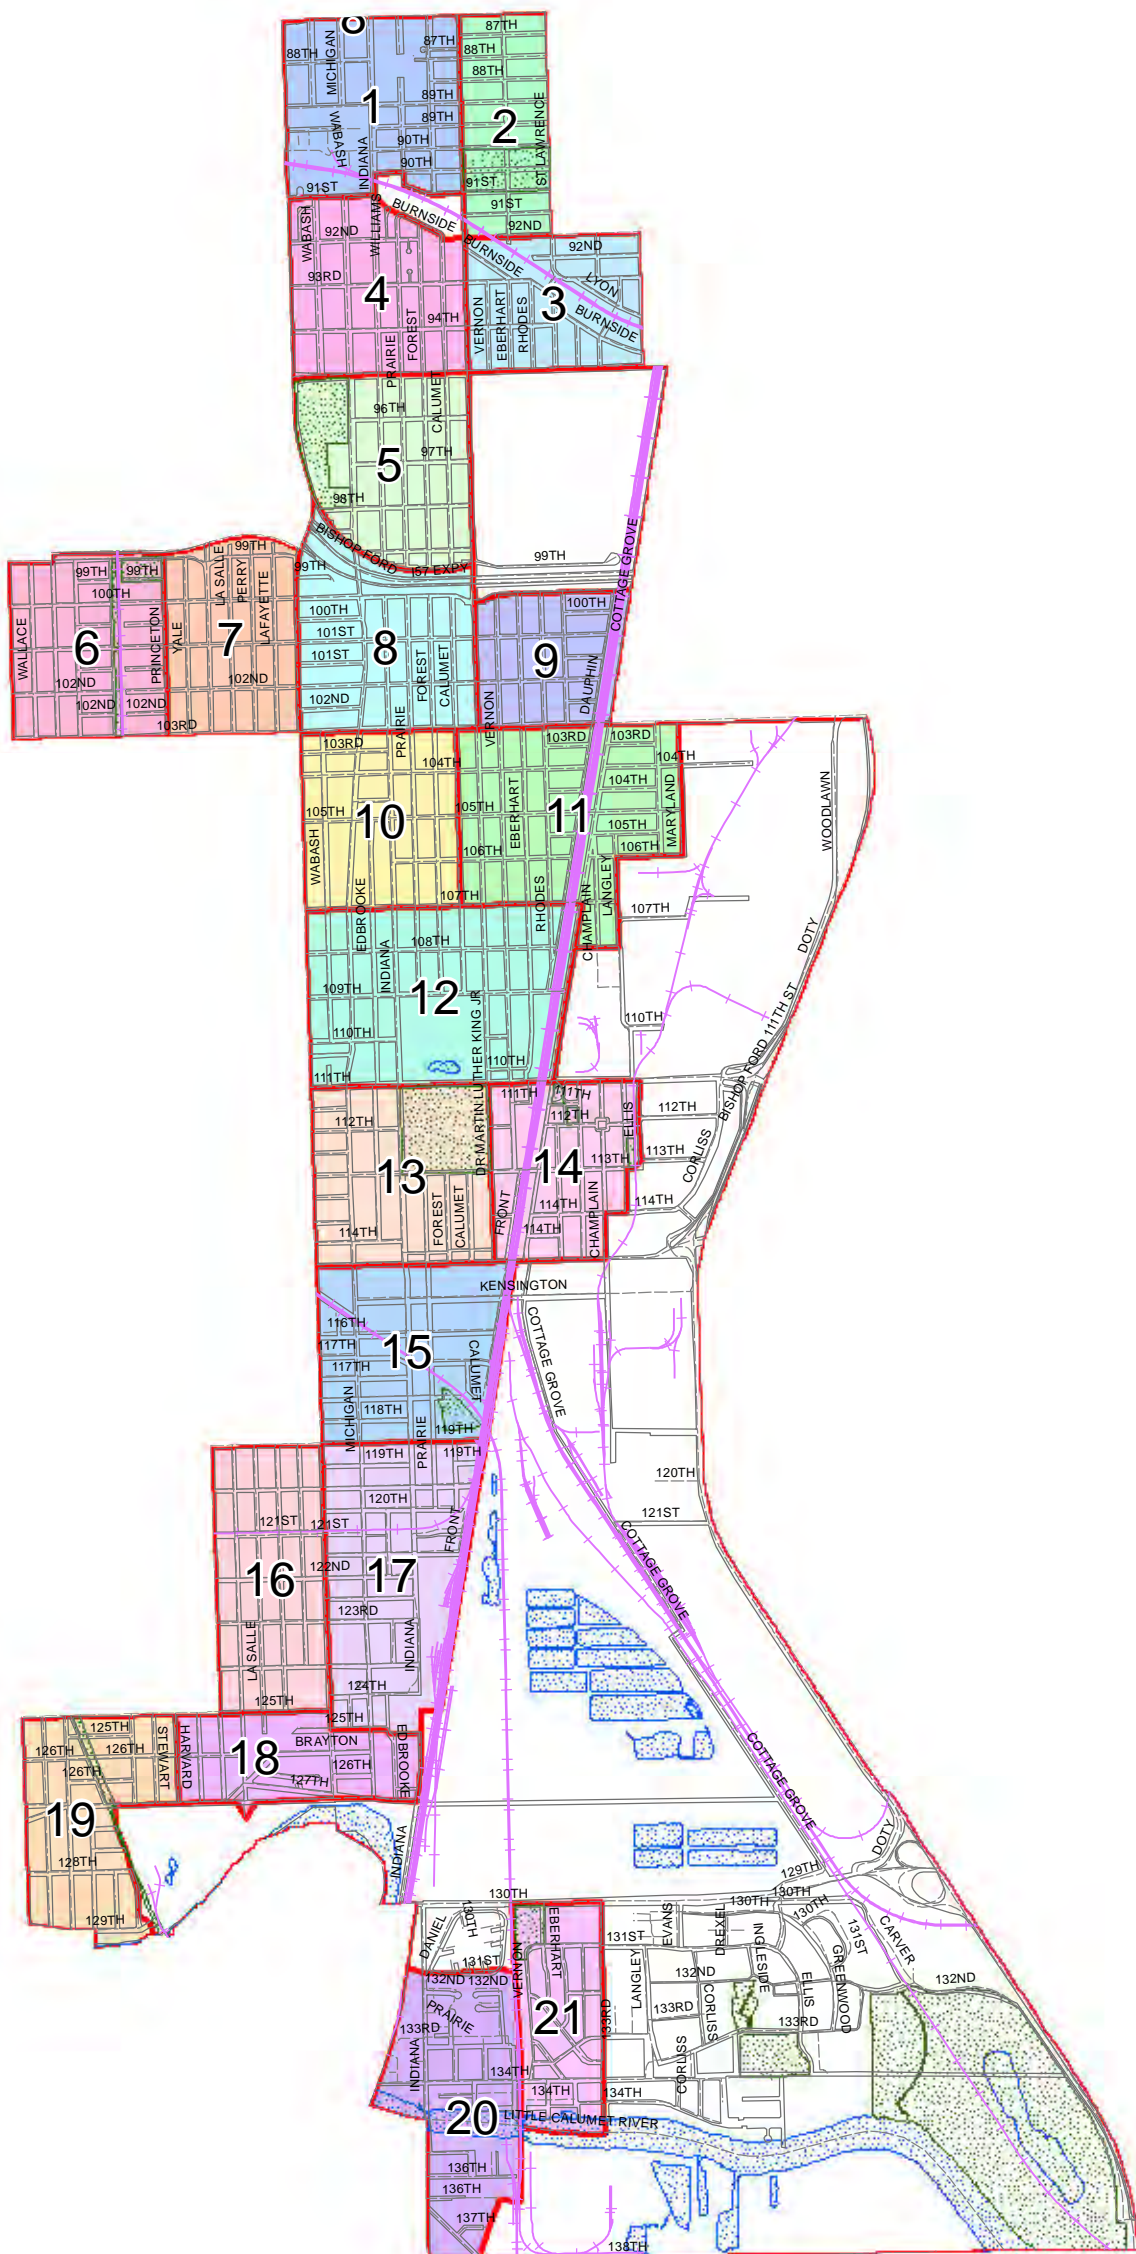 8
87TH
87TH
88TH
88TH
88TH
MICHIGAN
89TH
89TH
1
2
ST LAWRENCE
WABASH
INDIANA
90TH
90TH
91ST
91ST
91ST
92ND
WILLIAMS
BURNSIDE
WABASH
92ND
BURNSIDE
92ND
93RD
4
LYON
3
BURNSIDE
94TH
VERNON
EBERHART
RHODES
PRAIRIE
FOREST
CALUMET
96TH
97TH
5
98TH
BISHOP FORD
I57 EXPY
99TH
COTTAGE GROVE
99TH
99TH
99TH
99TH
100TH
LA SALLE
PERRY
LAFAYETTE
WALLACE
6
PRINCETON
YALE
7
100TH
101ST
101ST
8
FOREST
CALUMET
100TH
9
DAUPHIN
102ND
102ND
102ND
102ND
102ND
103RD
PRAIRIE
VERNON
103RD
103RD
103RD
104TH
104TH
104TH
WOODLAWN
105TH
10
105TH
EBERHART
11
105TH
MARYLAND
106TH
106TH
WABASH
EDBROOKE
107TH
RHODES
CHAMPLAIN
LANGLEY
107TH
DOTY
108TH
INDIANA
109TH
12
DR MARTIN LUTHER KING JR
110TH
110TH
110TH
111TH
111TH
111TH
BISHOP FORD
111TH ST
112TH
112TH
112TH
ELLIS
13
14
113TH
113TH
CORLISS
FOREST
CALUMET
FRONT
114TH
114TH
114TH
114TH
CHAMPLAIN
KENSINGTON
116TH
117TH
117TH
15
CALUMET
COTTAGE GROVE
118TH
MICHIGAN
PRAIRIE
119TH
119TH
119TH
120TH
120TH
121ST
121ST
121ST
FRONT
COTTAGE GROVE
16
122ND
17
123RD
INDIANA
LA SALLE
124TH
125TH
125TH
125TH
126TH
126TH
126TH
STEWART
HARVARD
18
BRAYTON
126TH
127TH
EDBROOKE
COTTAGE GROVE
19
128TH
129TH
INDIANA
DOTY
129TH
130TH
130TH
130TH
130TH
130TH
DANIEL
131ST
VERNON
EBERHART
131ST
EVANS
DREXEL
INGLESIDE
131ST
CARVER
132ND
132ND
LANGLEY
132ND
CORLISS
ELLIS
GREENWOOD
132ND
PRAIRIE
133RD
INDIANA
21
133RD
133RD
133RD
CORLISS
134TH
134TH
134TH
20
LITTLE CALUMET RIVER
136TH
136TH
137TH
138TH